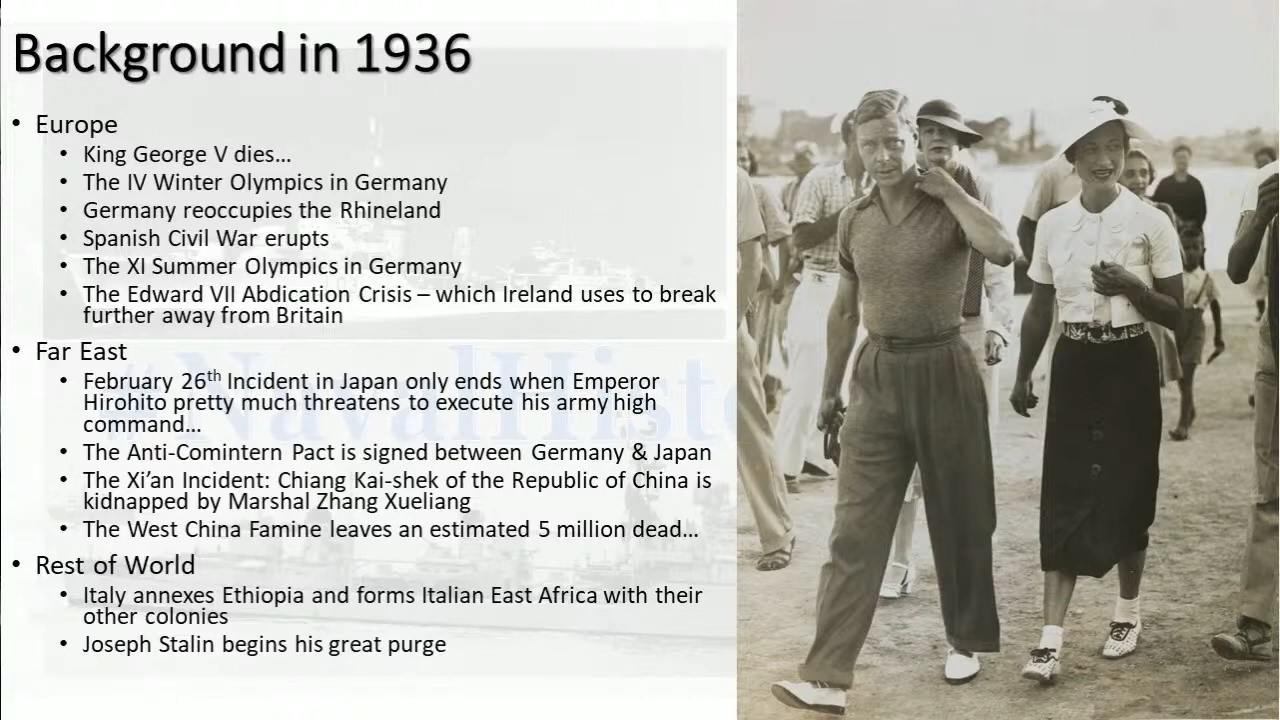 Background in 1936
• Europe
• King George V dies…
• The IV Winter Olympics in Germany
• Germany reoccupies the Rhineland
• Spanish Civil War erupts
• The XI Summer Olympics in Germany
• The Edward VII Abdication Crisis – which Ireland uses to break
further away from Britain
• Far East
• February 26th Incident in Japan only ends when Emperor
Hirohito pretty much threatens to execute his army high
command…
• The Anti-Comintern Pact is signed between Germany & Japan
• The Xi’an Incident: Chiang Kai-shek of the Republic of China is
kidnapped by Marshal Zhang Xueliang
• The West China Famine leaves an estimated 5 million dead…
• Rest of World
• Italy annexes Ethiopia and forms Italian East Africa with their
other colonies
• Joseph Stalin begins his great purge